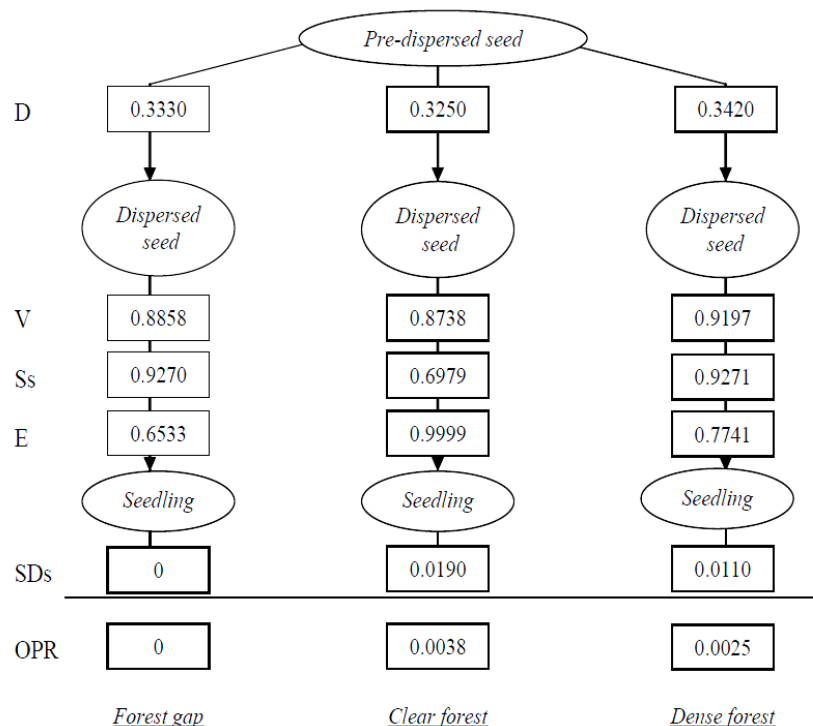 Pre-dispersed seed
D 0.3330 0.3250 0.3420
Dispersed Dispersed Dispersed
seed seed seed
V 0.8858 0.8738 0.9197
Ss 0.9270 0.6979 0.9271
E 0.6533 0.9999 0.7741
Seedling Seedling Seedling
SDs 0 0.0190 0.0110
OPR 0 0.0038 0.0025
Forest gap Clear forest Dense forest